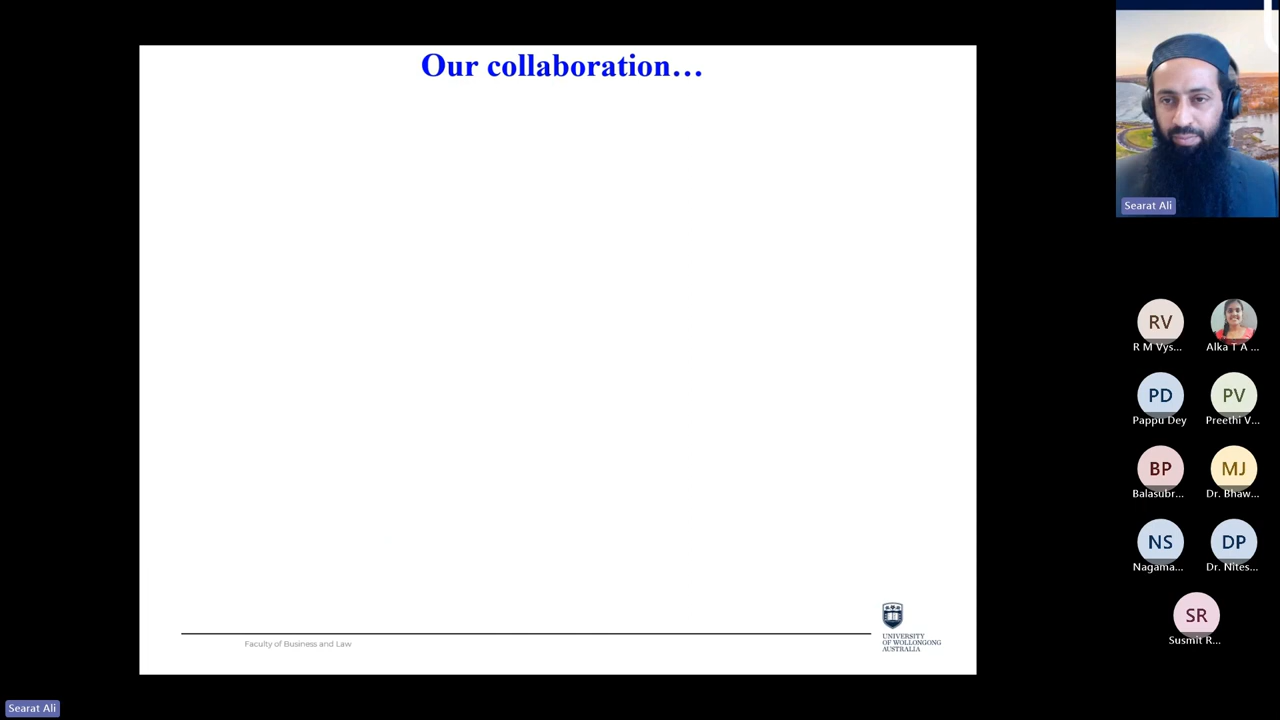 Our collaboration…
Searat Ali
RV
R M Vys...
Alka T A ...
PD
Pappu Dey
PV
Preethi V...
BP
Balasubr...
MJ
Dr. Bhaw...
NS
Nagama...
DP
Dr. Nites...
SR
Susmit R...
Faculty of Business and Law
UNIVERSITY
OF WOLLONGONG
AUSTRALIA
Searat Ali